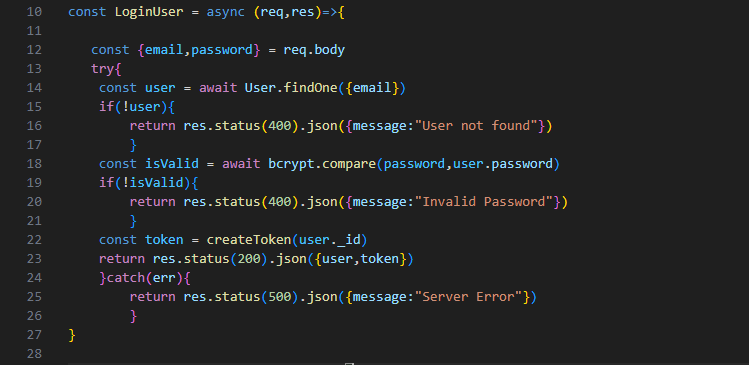 10 const LoginUser = async (req,res)=>{
11
12 const {email,password} = req.body
13 try{
14 const user = await User.findOne({email})
15 if(!user){
16 return res.status(400).json({message:"User not found"})
17 }
18 const isValid = await bcrypt.compare(password,user.password)
19 if(!isValid){
20 return res.status(400).json({message:"Invalid Password"})
21 }
22 const token = createToken(user._id)
23 return res.status(200).json({user,token})
24 }catch(err){
25 return res.status(500).json({message:"Server Error"})
26 }
27 }
28